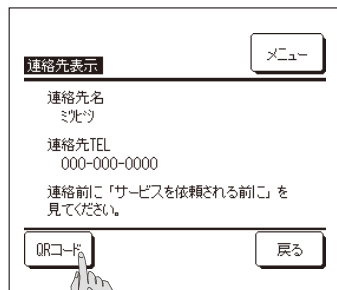 連絡先表示
メニュー
連絡先名
ﾐﾂﾋﾞｼ
連絡先TEL
000-000-0000
連絡前に「サービスを依頼される前に」を
見てください。
QRコード
戻る